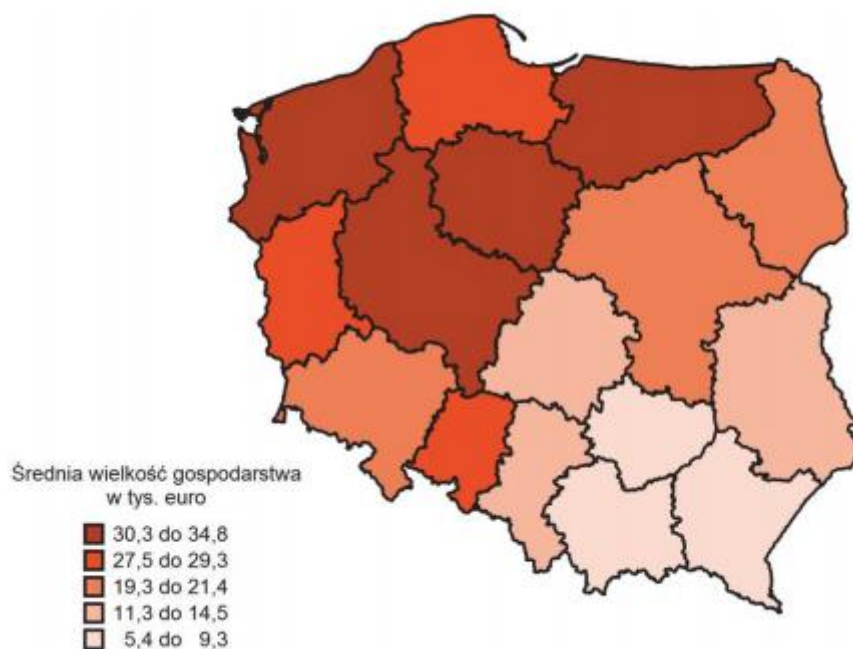 Średnia wielkość gospodarstwa
w tys. euro
30,3 do 34,8
27,5 do 29,3
19,3 do 21,4
11,3 do 14,5
5,4 do 9,3